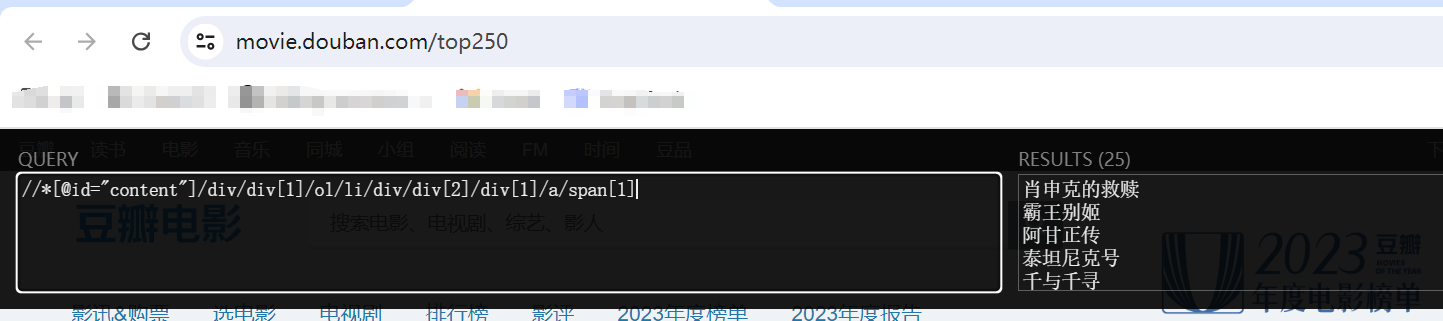 movie.douban.com/top250
豆瓣 读书 电影 音乐 同城 小组 阅读 FM 时间 豆品
QUERY
RESULTS (25)
//*[@id="content"]/div/div[1]/ol/li/div/div[2]/div[1]/a/span[1]
肖申克的救赎
霸王别姬
阿甘正传
泰坦尼克号
千与千寻
豆瓣电影
搜索电影、电视剧、综艺、影人
2023 豆瓣
MOVIES
OF THE YEAR
年度电影榜单
影讯&购票 选电影 电视剧 排行榜 影评 2023年度榜单 2023年度报告